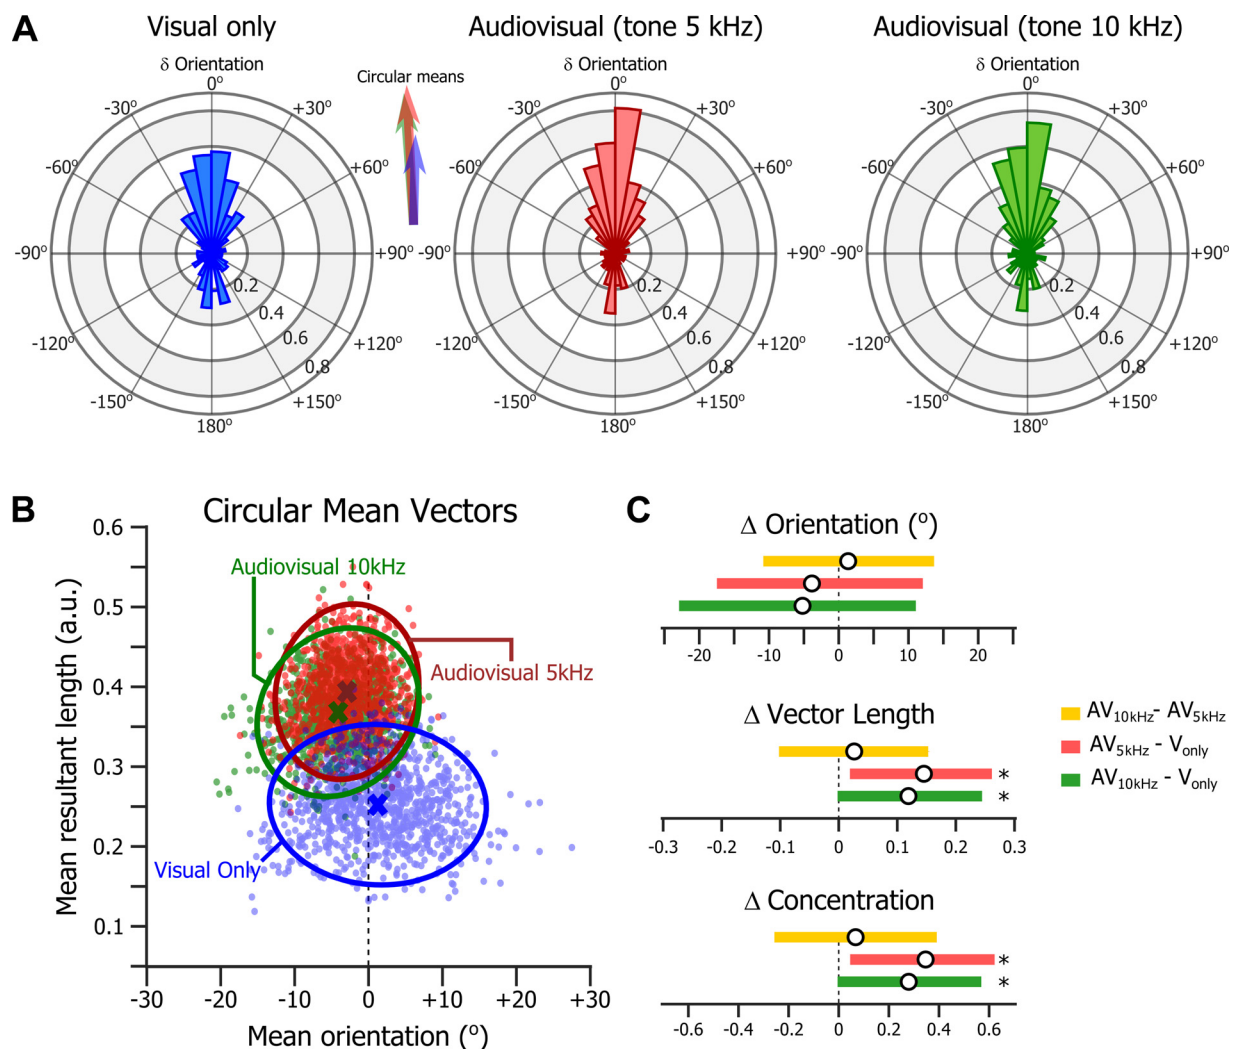 A
Visual only
Audiovisual (tone 5 kHz)
Audiovisual (tone 10 kHz)
δ Orientation
0°
-30°
+30°
-60°
+60°
-90°
+90°
-120°
+120°
-150°
+150°
180°
0.2
0.4
0.6
0.8
Circular means
δ Orientation
0°
-30°
+30°
-60°
+60°
-90°
+90°
-120°
+120°
-150°
+150°
180°
0.2
0.4
0.6
0.8
δ Orientation
0°
-30°
+30°
-60°
+60°
-90°
+90°
-120°
+120°
-150°
+150°
180°
0.2
0.4
0.6
0.8
B
Circular Mean Vectors
Mean resultant length (a.u.)
0.6
0.5
0.4
0.3
0.2
0.1
Audiovisual 10kHz
Audiovisual 5kHz
Visual Only
-30 -20 -10 0 +10 +20 +30
Mean orientation (°)
C
Δ Orientation (°)
-20 -10 0 10 20
Δ Vector Length
*
*
-0.3 -0.2 -0.1 0 0.1 0.2 0.3
Δ Concentration
*
*
-0.6 -0.4 -0.2 0 0.2 0.4 0.6
AV10kHz- AV5kHz
AV5kHz - Vonly
AV10kHz - Vonly